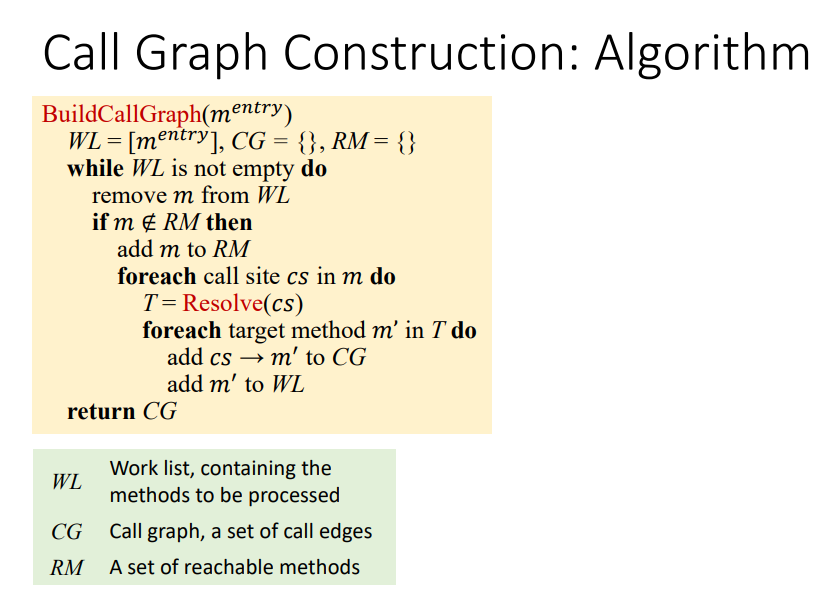 Call Graph Construction: Algorithm
BuildCallGraph(m^entry)
WL = [m^entry], CG = {}, RM = {}
while WL is not empty do
remove m from WL
if m ∉ RM then
add m to RM
foreach call site cs in m do
T = Resolve(cs)
foreach target method m' in T do
add cs → m' to CG
add m' to WL
return CG
WL Work list, containing the
methods to be processed
CG Call graph, a set of call edges
RM A set of reachable methods